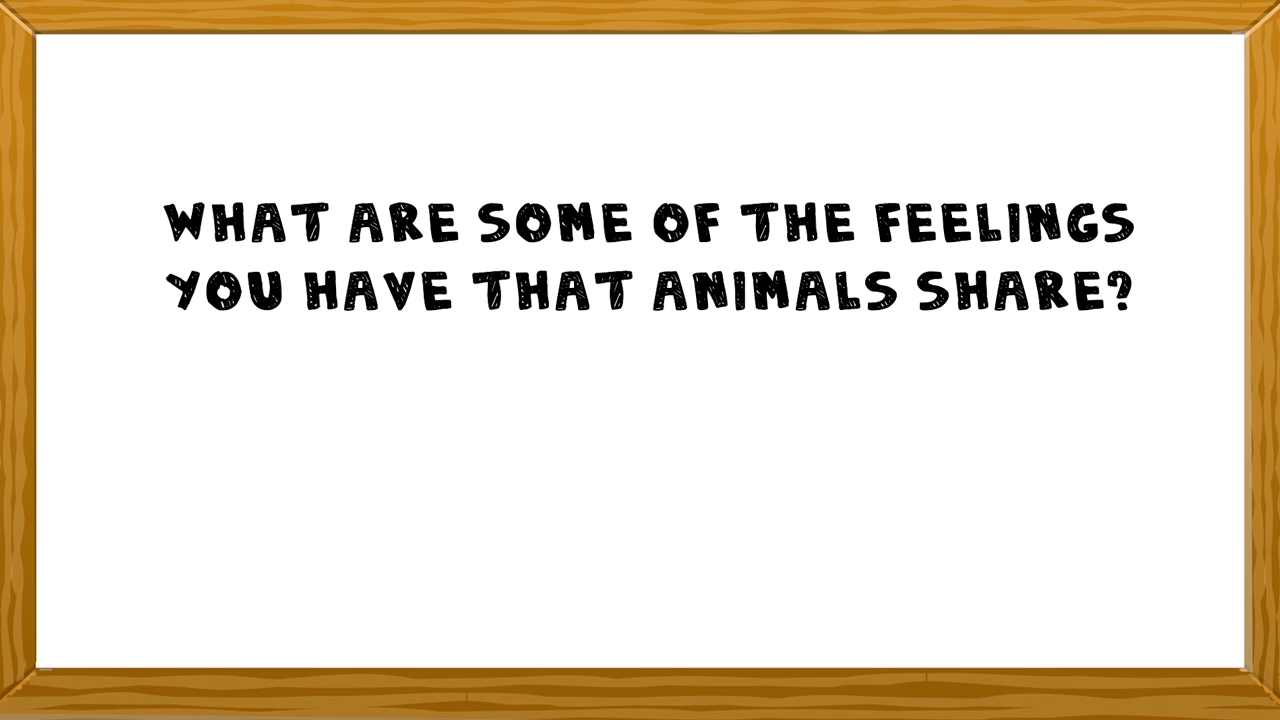 WHAT ARE SOME OF THE FEELINGS
YOU HAVE THAT ANIMALS SHARE?